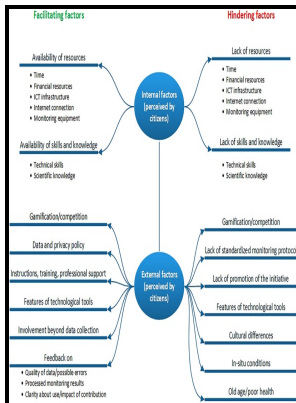 Facilitating factors
Hindering factors
Availability of resources
• Time
• Financial resources
• ICT infrastructure
• Internet connection
• Monitoring equipment
Availability of skills and knowledge
• Technical skills
• Scientific knowledge
Internal factors
(perceived by
citizens)
Lack of resources
• Time
• Financial resources
• ICT infrastructure
• Internet connection
• Monitoring equipment
Lack of skills and knowledge
• Technical skills
• Scientific knowledge
Gamification/competition
Data and privacy policy
Instructions, training, professional support
Features of technological tools
Involvement beyond data collection
Feedback on
• Quality of data/possible errors
• Processed monitoring results
• Clarity about use/impact of contribution
External factors
(perceived by
citizens)
Gamification/competition
Lack of standardized monitoring protoco
Lack of promotion of the initiative
Features of technological tools
Cultural differences
In-situ conditions
Old age/poor health